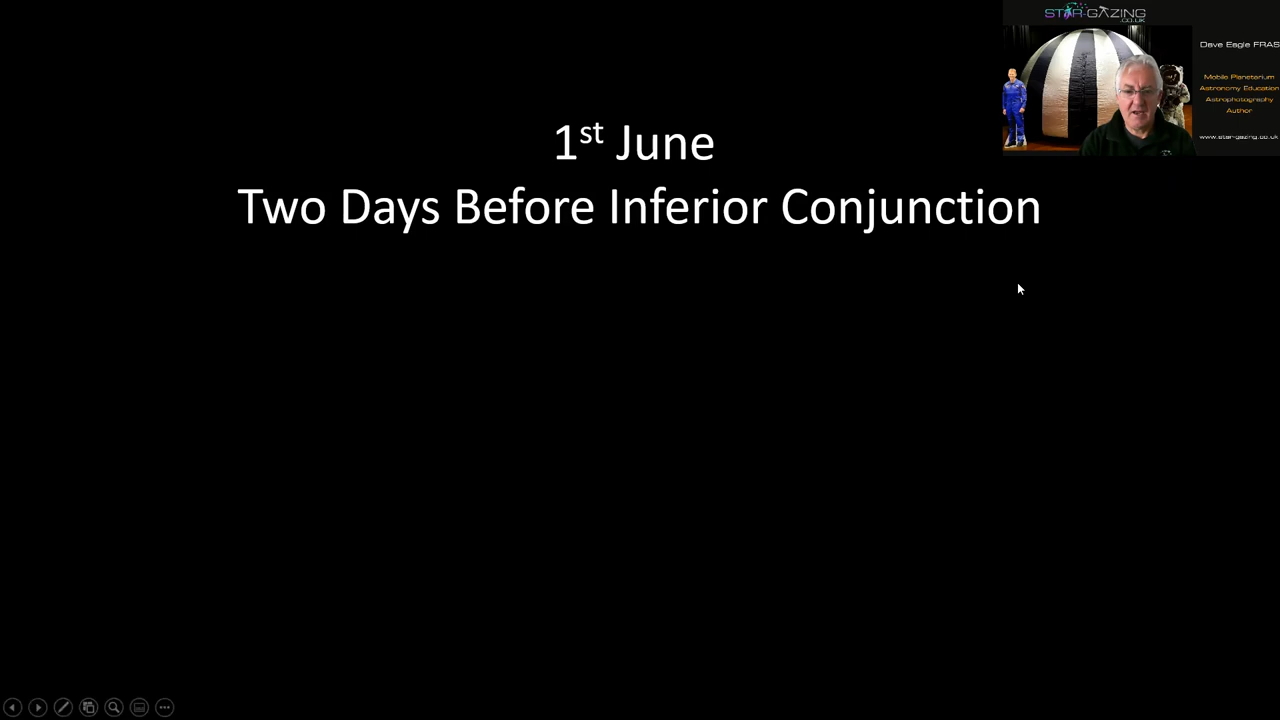 STAR-GAZING
.CO.UK
Dave Eagle FRAS
Mobile Planetarium
Astronomy Education
Astrophotography
Author
www.star-gazing.co.uk
1st June
Two Days Before Inferior Conjunction